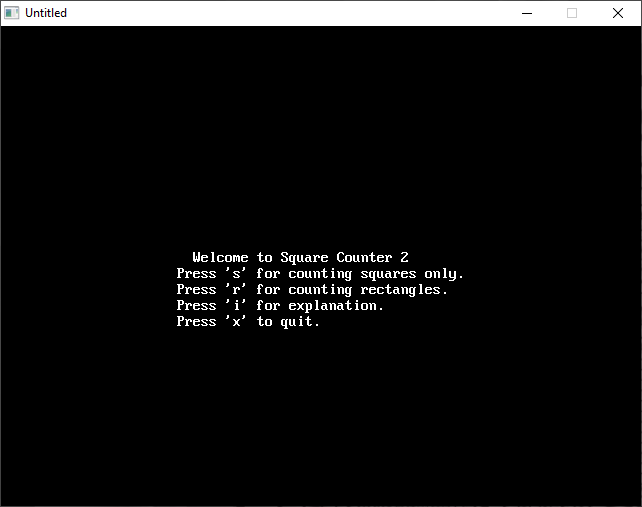 Untitled
Welcome to Square Counter 2
Press 's' for counting squares only.
Press 'r' for counting rectangles.
Press 'i' for explanation.
Press 'x' to quit.